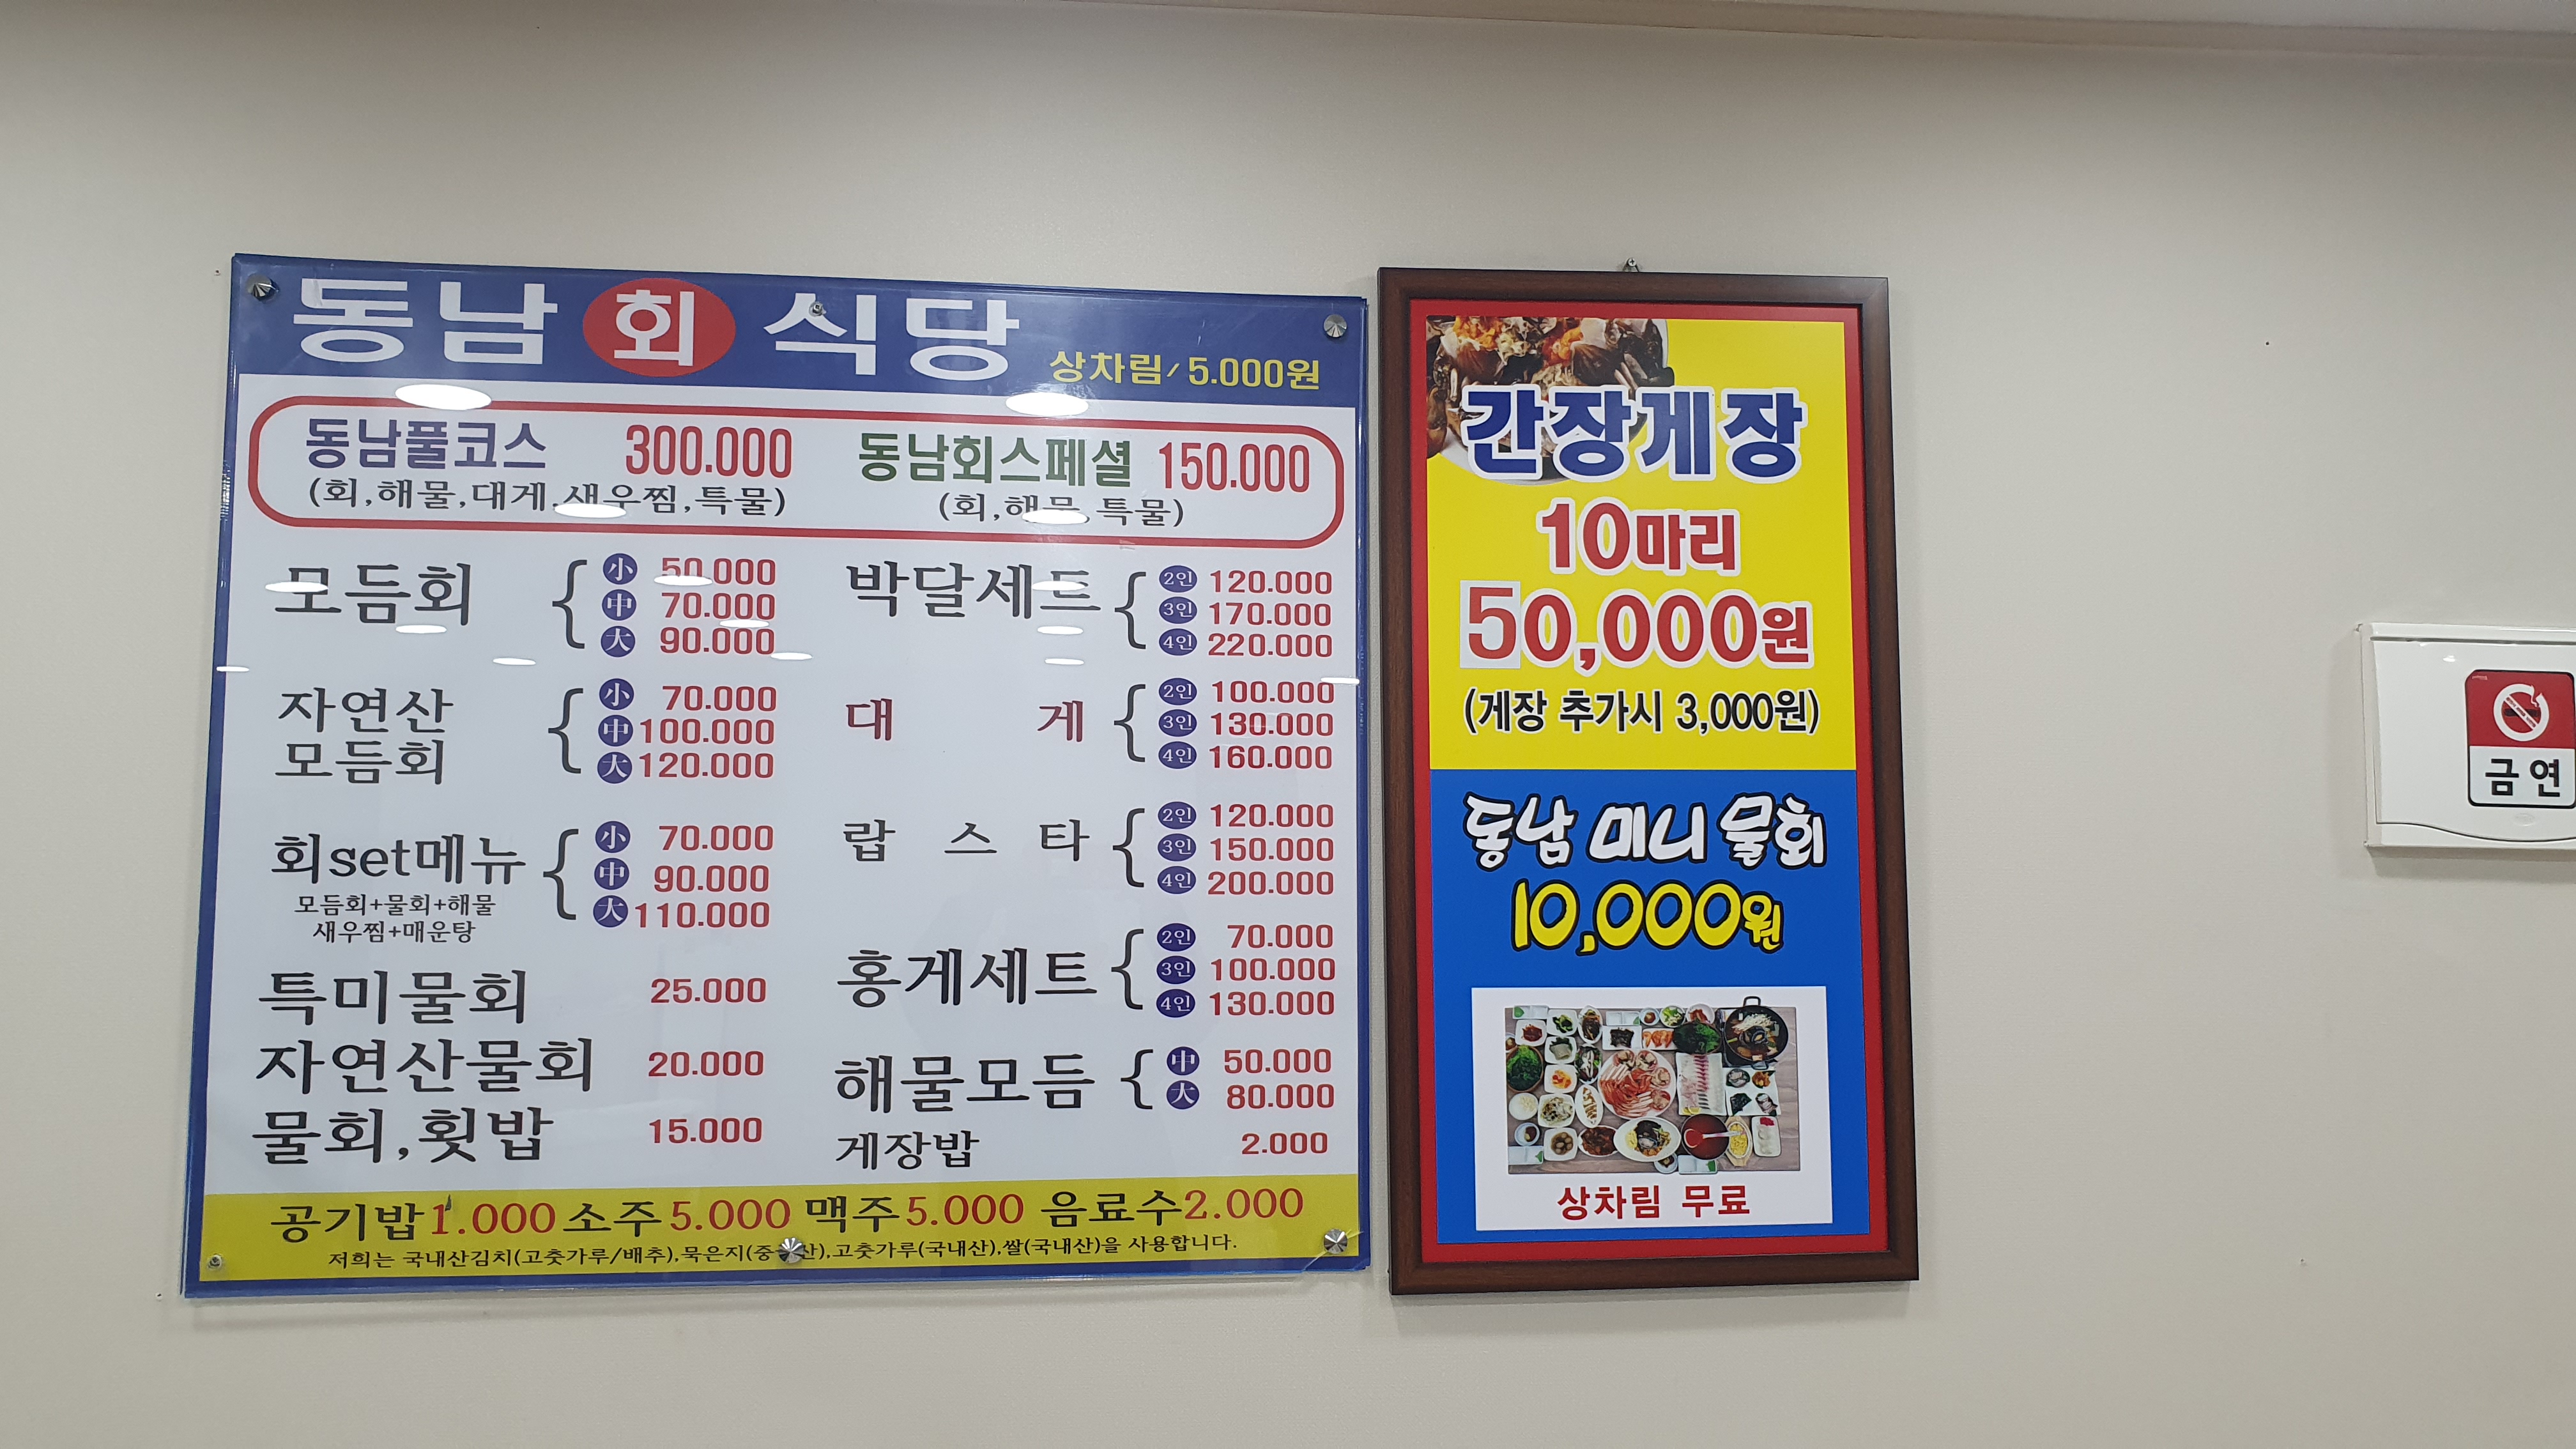 동남회식당
상차림/5.000원
동남풀코스 300.000
(회,해물,대게,새우찜,특물)
동남회스페셜 150.000
(회,해물,특물)
모듬회
小 50.000
中 70.000
大 90.000
자연산
모듬회
小 70.000
中 100.000
大 120.000
회set메뉴
모듬회+물회+해물
새우찜+매운탕
小 70.000
中 90.000
大 110.000
특미물회 25.000
자연산물회 20.000
물회,횟밥 15.000
박달세트
2인 120.000
3인 170.000
4인 220.000
대 게
2인 100.000
3인 130.000
4인 160.000
랍 스 타
2인 120.000
3인 150.000
4인 200.000
홍게세트
2인 70.000
3인 100.000
4인 130.000
해물모듬
中 50.000
大 80.000
게장밥 2.000
공기밥1.000 소주5.000 맥주5.000 음료수2.000
저희는 국내산김치(고춧가루/배추),묵은지(중국산),고춧가루(국내산),쌀(국내산)을 사용합니다.
간장게장
10마리
50,000원
(게장 추가시 3,000원)
동남 미니 물회
10,000원
상차림 무료
금연